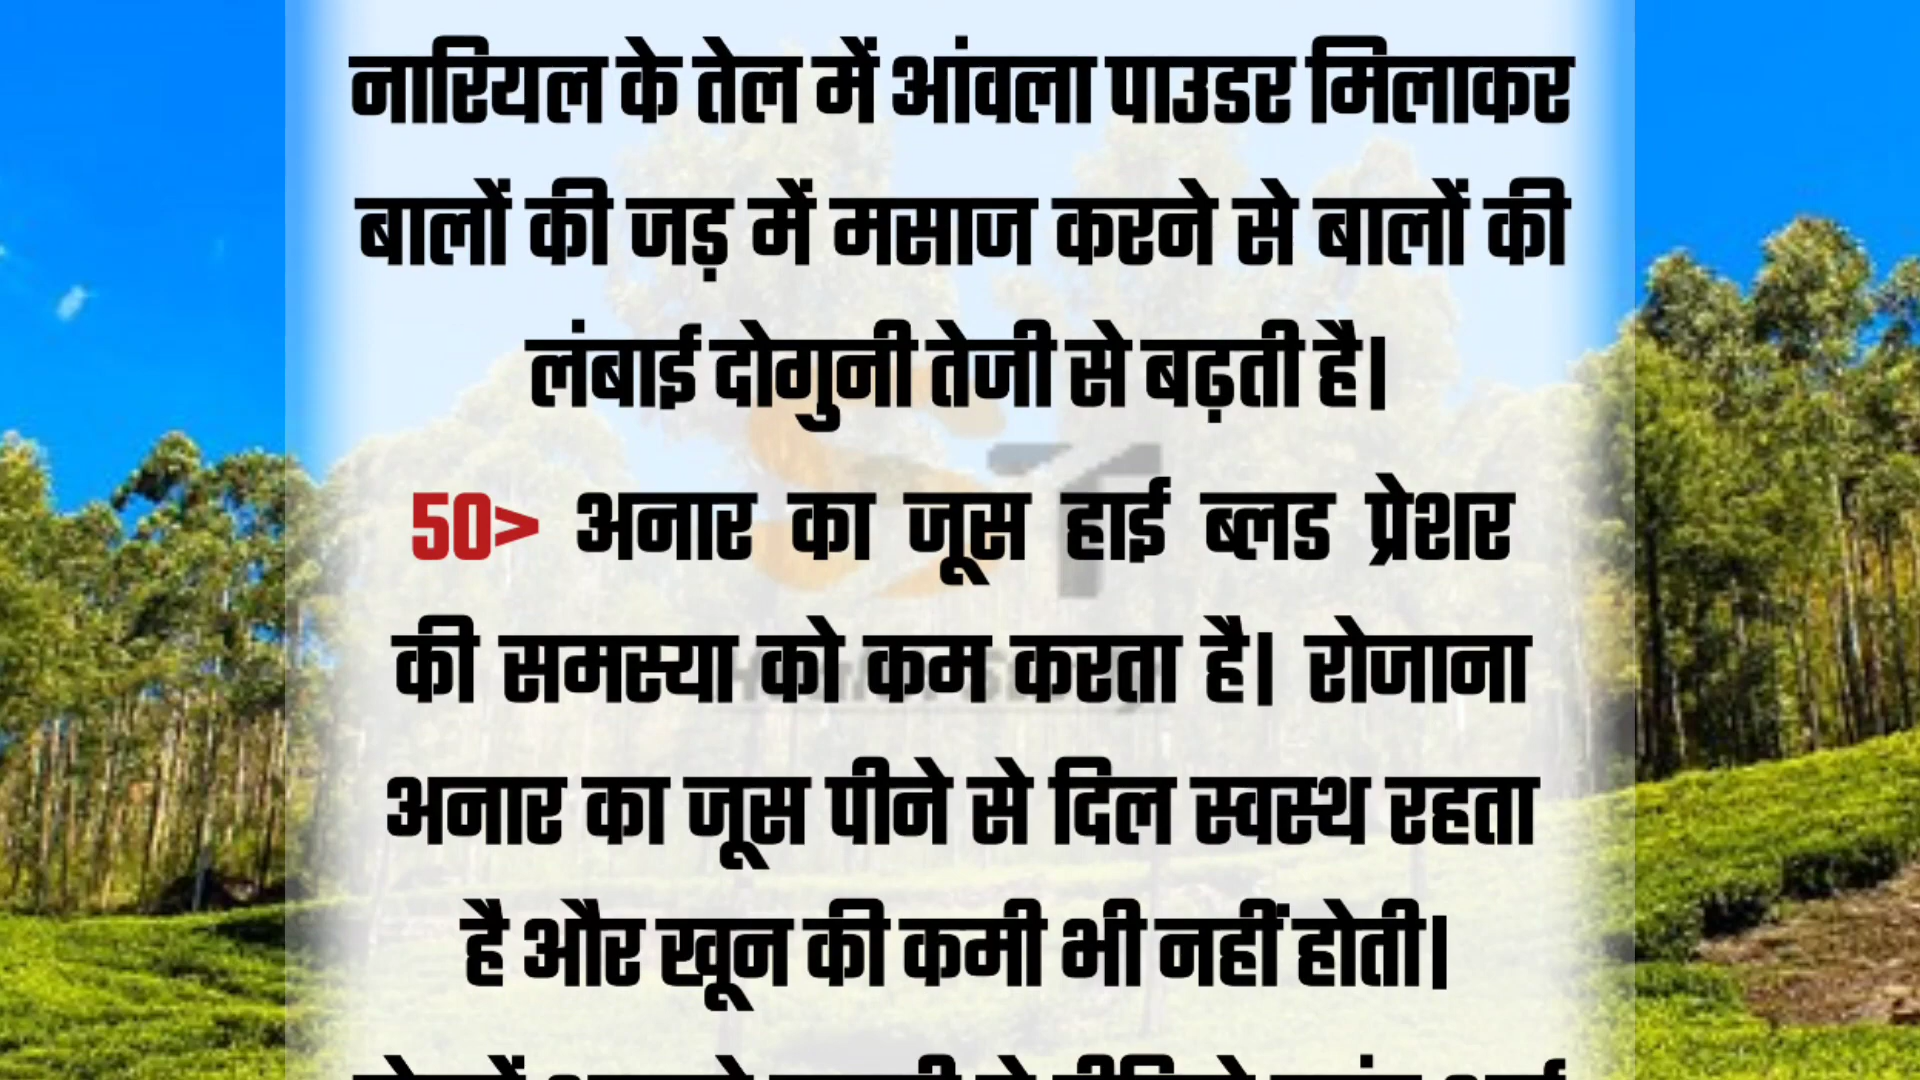 नारियल के तेल में आंवला पाउडर मिलाकर
बालों की जड़ में मसाज करने से बालों की
लंबाई दोगुनी तेजी से बढ़ती है।
50> अनार का जूस हाई ब्लड प्रेशर
की समस्या को कम करता है। रोजाना
अनार का जूस पीने से दिल स्वस्थ रहता
है और खून की कमी भी नहीं होती।